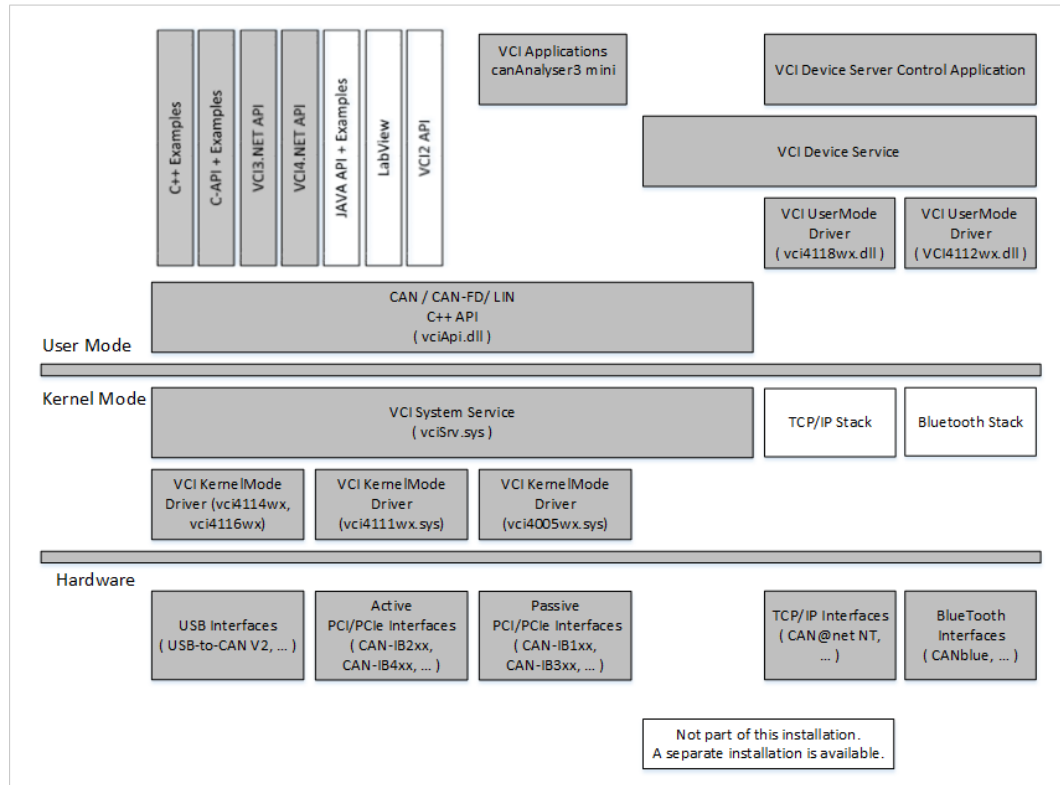 C++ Examples
C-API + Examples
VCI3.NET API
VCI4.NET API
JAVA API + Examples
LabView
VCI2 API
VCI Applications
canAnalyser3 mini
VCI Device Server Control Application
VCI Device Service
VCI UserMode
Driver
( vci4118wx.dll )
VCI UserMode
Driver
( VCI4112wx.dll )
CAN / CAN-FD/ LIN
C++ API
( vciApi.dll )
User Mode
Kernel Mode
VCI System Service
( vciSrv.sys )
TCP/IP Stack
Bluetooth Stack
VCI KernelMode
Driver (vci4114wx,
vci4116wx)
VCI KernelMode
Driver
(vci4111wx.sys)
VCI KernelMode
Driver
(vci4005wx.sys)
Hardware
USB Interfaces
( USB-to-CAN V2, ... )
Active
PCI/PCIe Interfaces
( CAN-IB2xx,
CAN-IB4xx, ... )
Passive
PCI/PCIe Interfaces
( CAN-IB1xx,
CAN-IB3xx, ... )
TCP/IP Interfaces
( CAN@net NT,
... )
BlueTooth
Interfaces
( CANblue, ... )
Not part of this installation.
A separate installation is available.